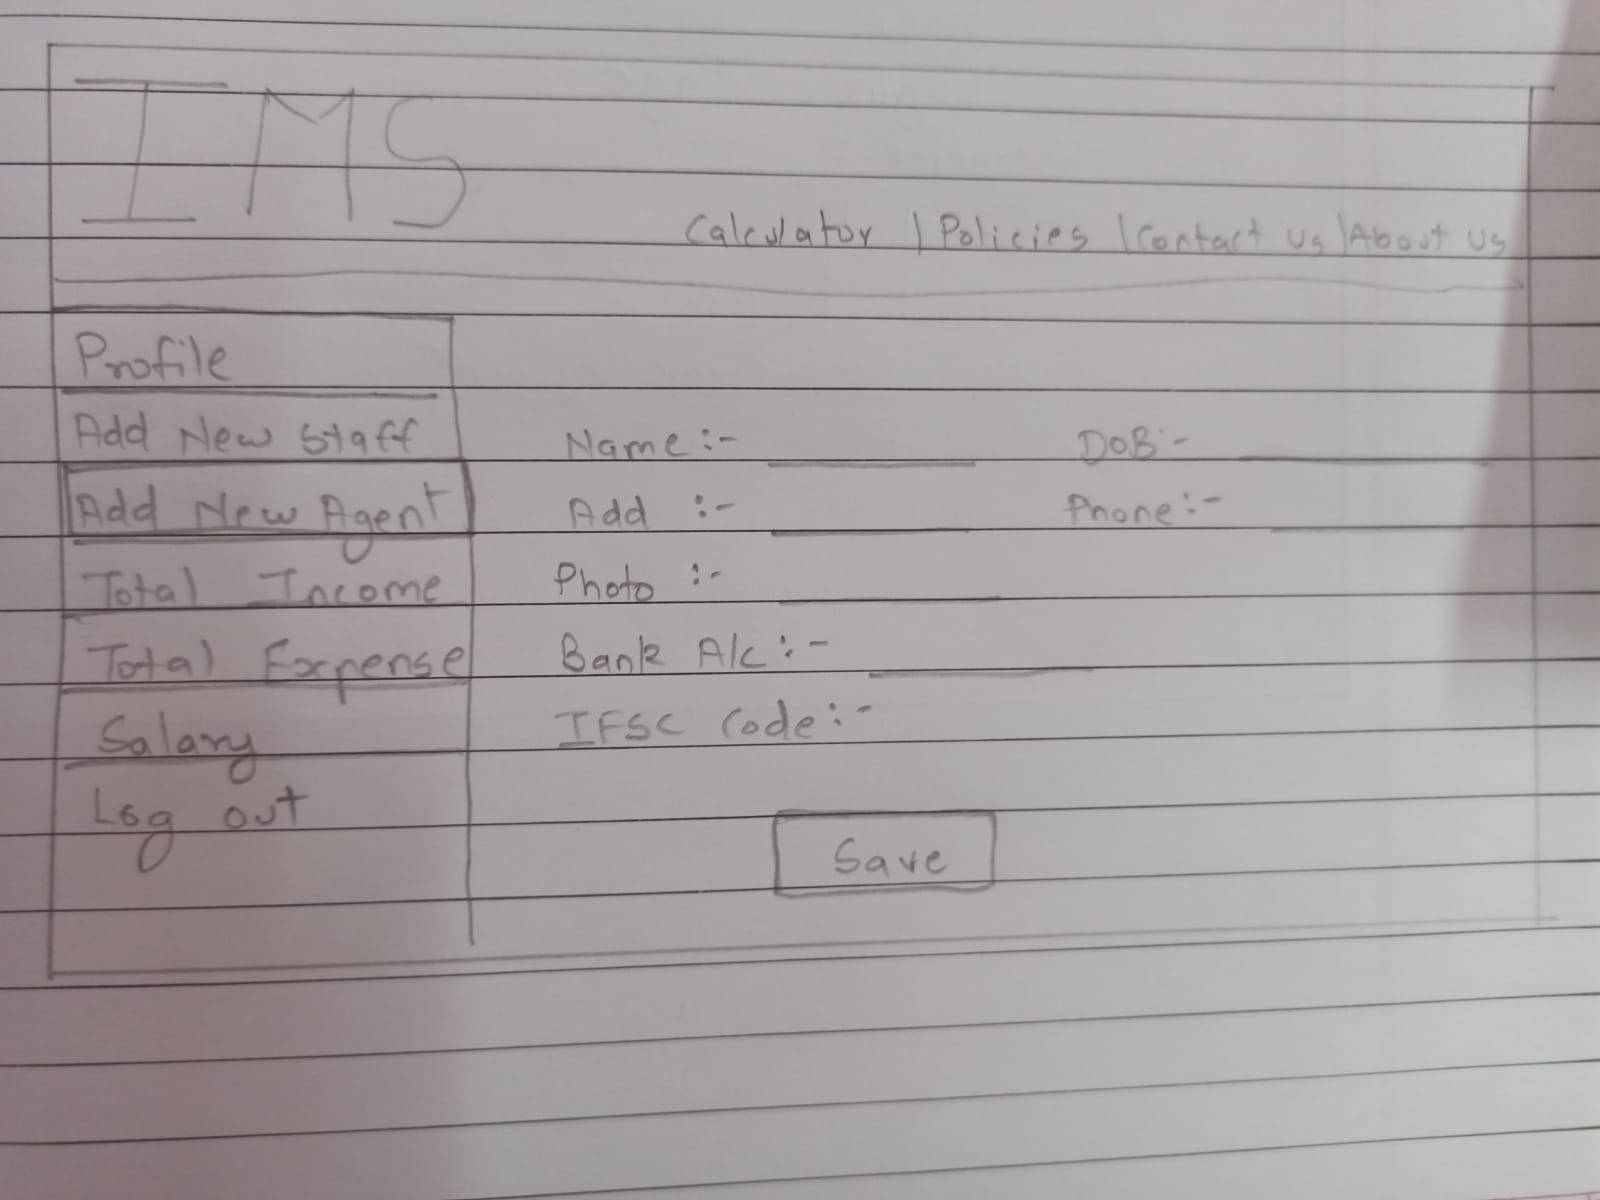 IMS
Calculator | Policies | Contact Us | About Us
Profile
Add New Staff
Name :- DOB :-
Add New Agent
Add :- Phone :-
Total Income
Photo :-
Total Expense
Bank A/c :-
Salary
IFSC Code :-
Log out
Save